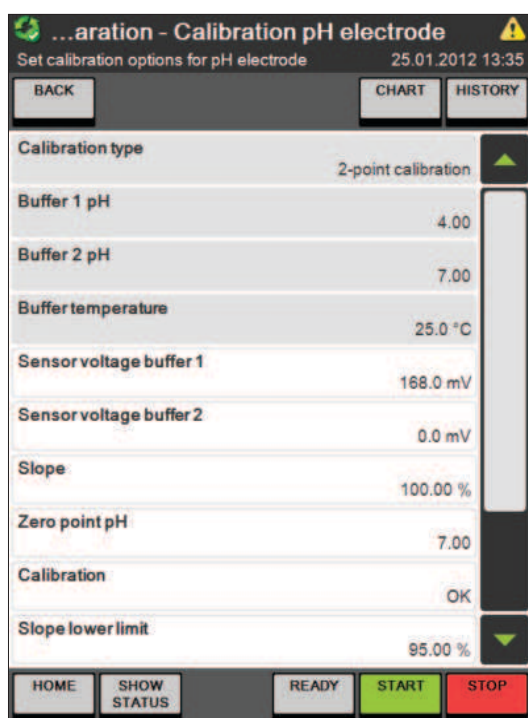 ...aration - Calibration pH electrode
Set calibration options for pH electrode 25.01.2012 13:35
BACK CHART HISTORY
Calibration type
2-point calibration
Buffer 1 pH
4.00
Buffer 2 pH
7.00
Buffer temperature
25.0 °C
Sensor voltage buffer 1
168.0 mV
Sensor voltage buffer 2
0.0 mV
Slope
100.00 %
Zero point pH
7.00
Calibration
OK
Slope lower limit
95.00 %
HOME SHOW READY START STOP
STATUS